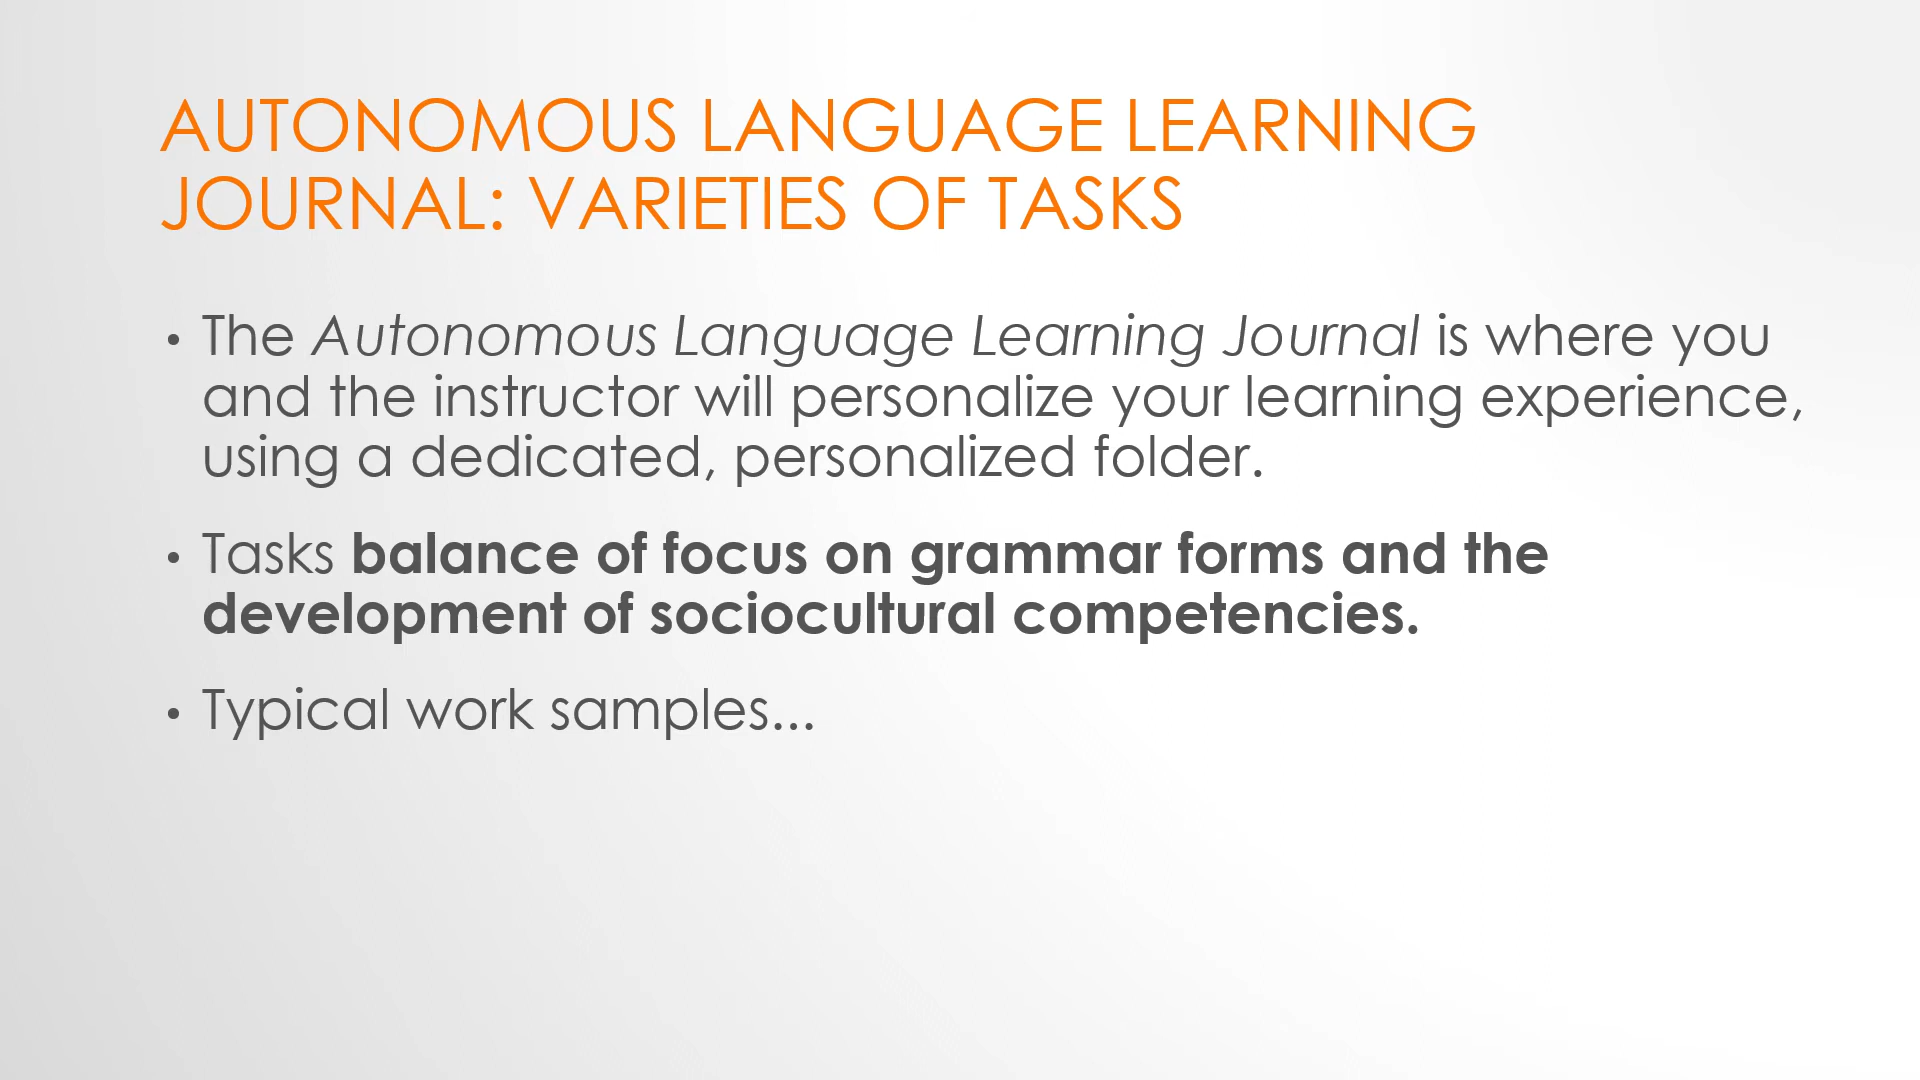 AUTONOMOUS LANGUAGE LEARNING
JOURNAL: VARIETIES OF TASKS
• The Autonomous Language Learning Journal is where you
and the instructor will personalize your learning experience,
using a dedicated, personalized folder.
• Tasks balance of focus on grammar forms and the
development of sociocultural competencies.
• Typical work samples...